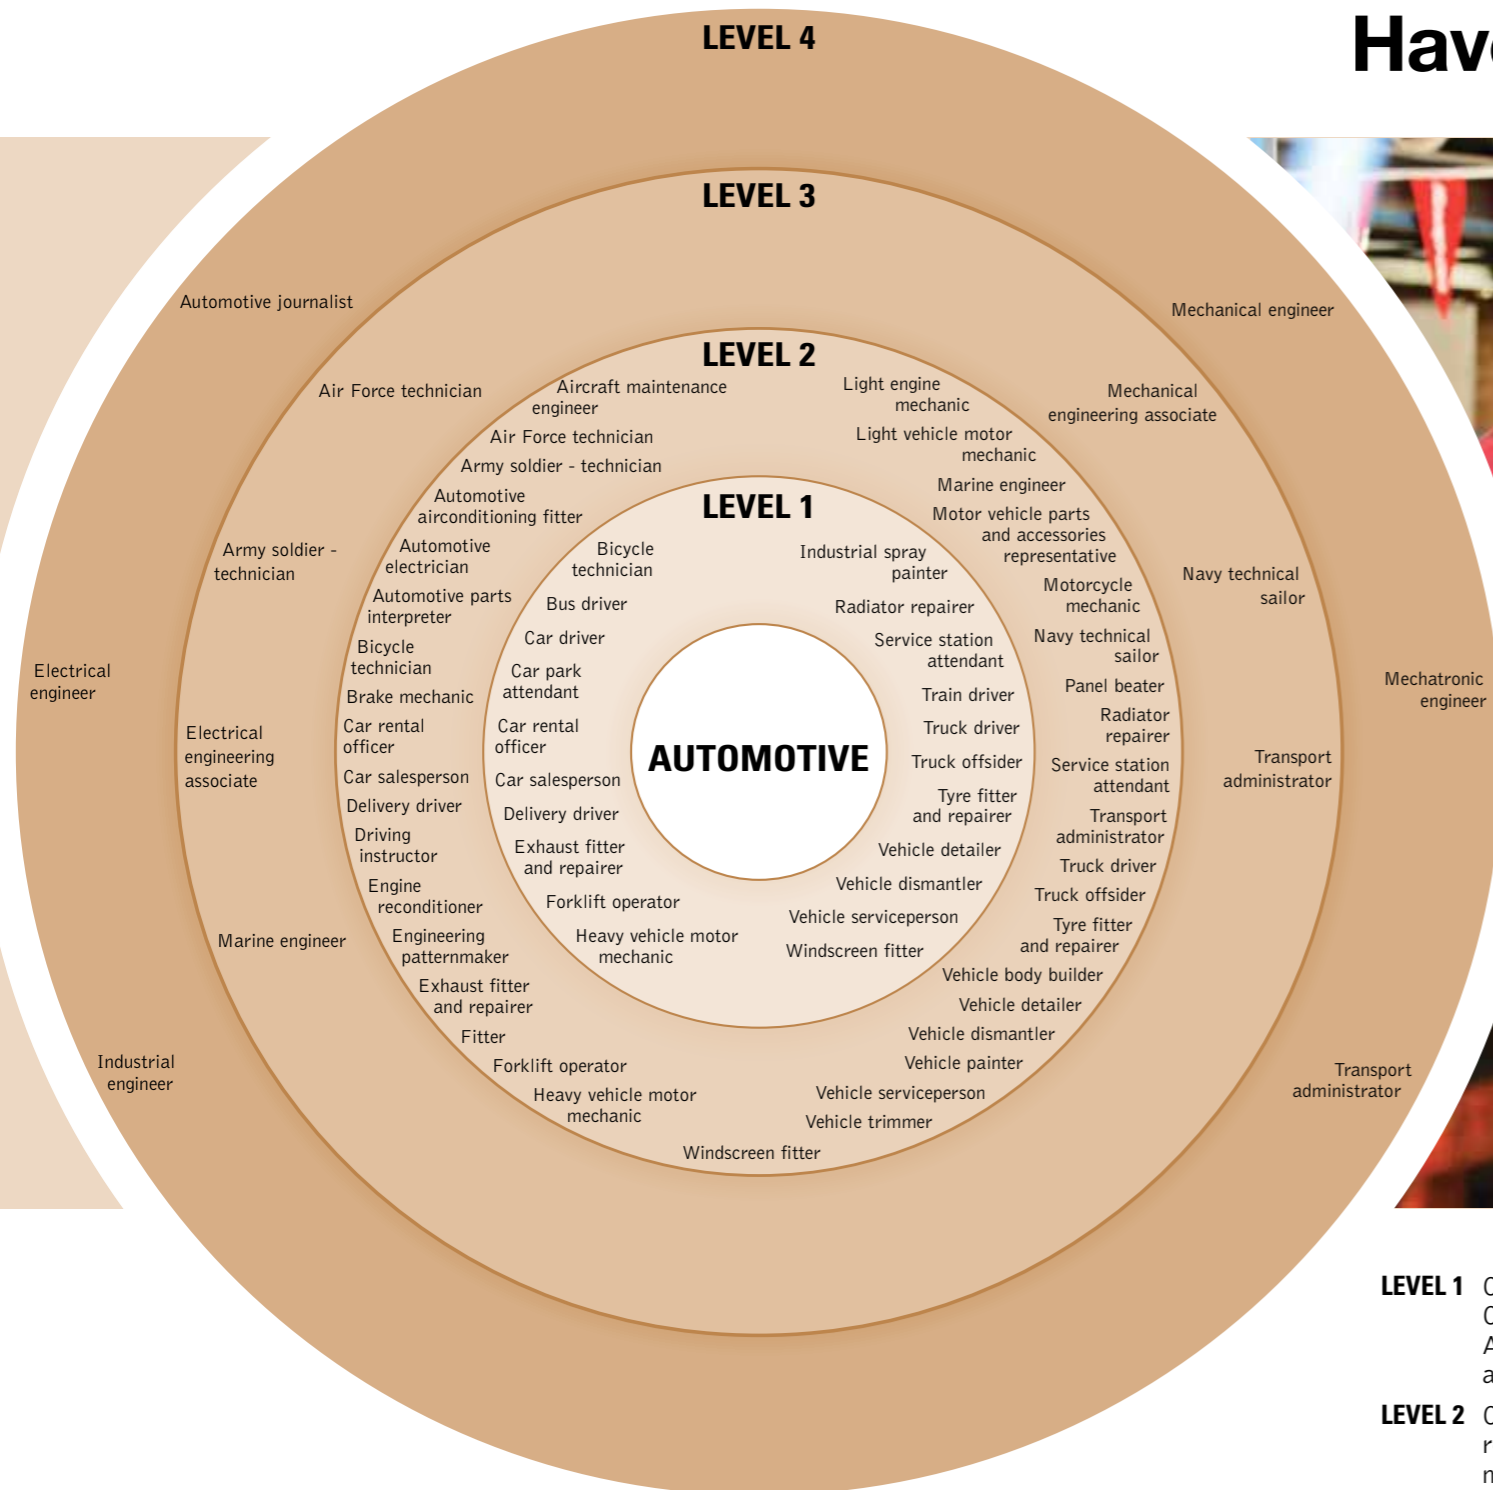 Hav
LEVEL 4
Automotive journalist
Electrical
engineer
Industrial
engineer
Mechanical engineer
Mechatronic
engineer
Transport
administrator
LEVEL 3
Air Force technician
Army soldier -
technician
Electrical
engineering
associate
Marine engineer
Mechanical
engineering associate
Navy technical
sailor
Transport
administrator
LEVEL 2
Aircraft maintenance
engineer
Air Force technician
Army soldier - technician
Automotive
airconditioning fitter
Automotive
electrician
Automotive parts
interpreter
Bicycle
technician
Brake mechanic
Car rental
officer
Car salesperson
Delivery driver
Driving
instructor
Engine
reconditioner
Engineering
patternmaker
Exhaust fitter
and repairer
Fitter
Forklift operator
Heavy vehicle motor
mechanic
Light engine
mechanic
Light vehicle motor
mechanic
Marine engineer
Motor vehicle parts
and accessories
representative
Motorcycle
mechanic
Navy technical
sailor
Panel beater
Radiator
repairer
Service station
attendant
Transport
administrator
Truck driver
Truck offsider
Tyre fitter
and repairer
Vehicle body builder
Vehicle detailer
Vehicle dismantler
Vehicle painter
Vehicle serviceperson
Vehicle trimmer
Windscreen fitter
LEVEL 1
Bicycle
technician
Bus driver
Car driver
Car park
attendant
Car rental
officer
Car salesperson
Delivery driver
Exhaust fitter
and repairer
Forklift operator
Heavy vehicle motor
mechanic
Industrial spray
painter
Radiator repairer
Service station
attendant
Train driver
Truck driver
Truck offsider
Tyre fitter
and repairer
Vehicle detailer
Vehicle dismantler
Vehicle serviceperson
Windscreen fitter
AUTOMOTIVE
LEVEL 1
LEVEL 2